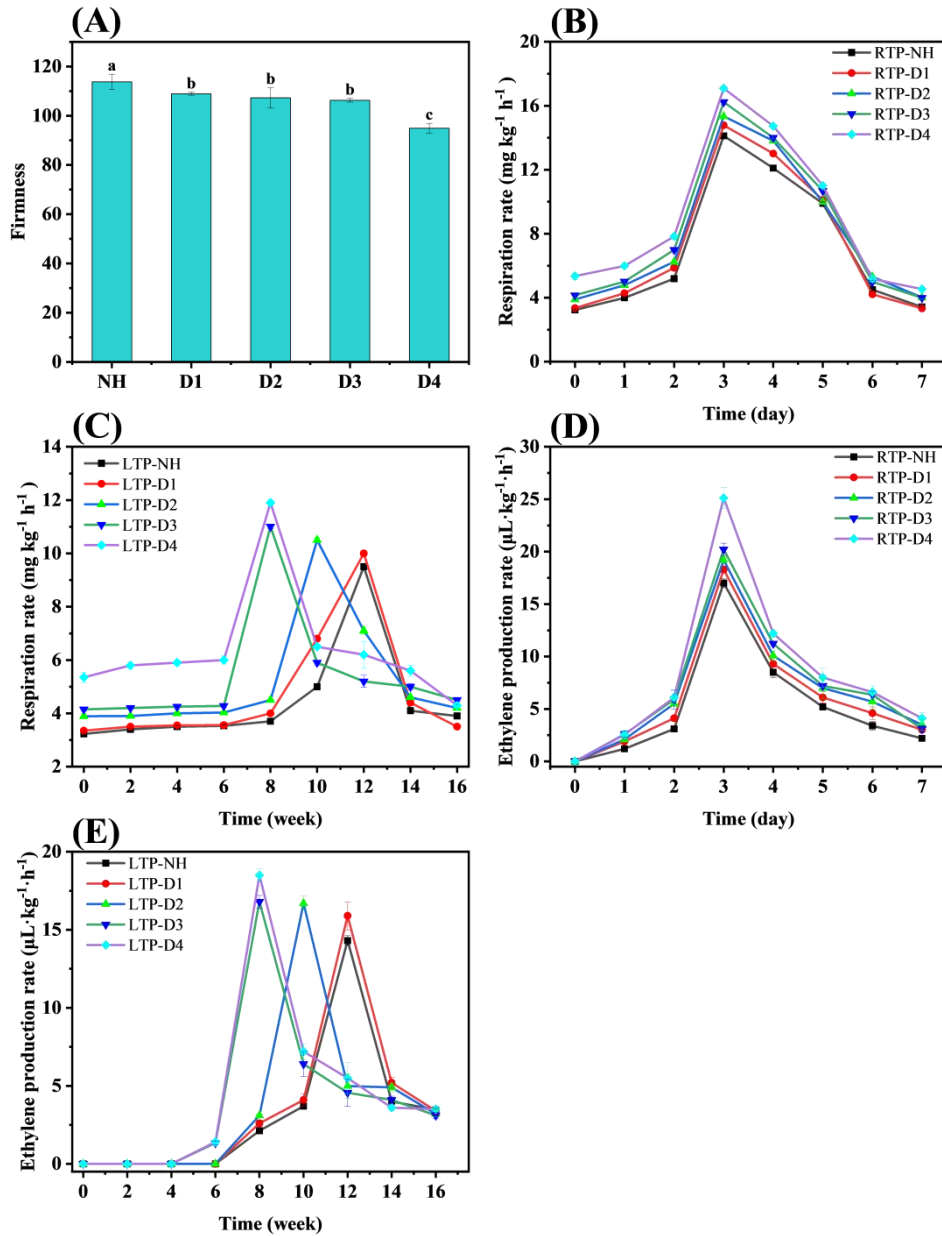 (A)
Firmness
120
100
80
60
40
20
0
a
b
b
b
c
NH D1 D2 D3 D4
(B)
Respiration rate (mg kg⁻¹ h⁻¹)
20
16
12
8
4
0
RTP-NH
RTP-D1
RTP-D2
RTP-D3
RTP-D4
0 1 2 3 4 5 6 7
Time (day)
(C)
Respiration rate (mg kg⁻¹ h⁻¹)
14
12
10
8
6
4
2
LTP-NH
LTP-D1
LTP-D2
LTP-D3
LTP-D4
0 2 4 6 8 10 12 14 16
Time (week)
(D)
Ethylene production rate (μL·kg⁻¹·h⁻¹)
30
25
20
15
10
5
0
RTP-NH
RTP-D1
RTP-D2
RTP-D3
RTP-D4
0 1 2 3 4 5 6 7
Time (day)
(E)
Ethylene production rate (μL·kg⁻¹·h⁻¹)
20
15
10
5
0
LTP-NH
LTP-D1
LTP-D2
LTP-D3
LTP-D4
0 2 4 6 8 10 12 14 16
Time (week)